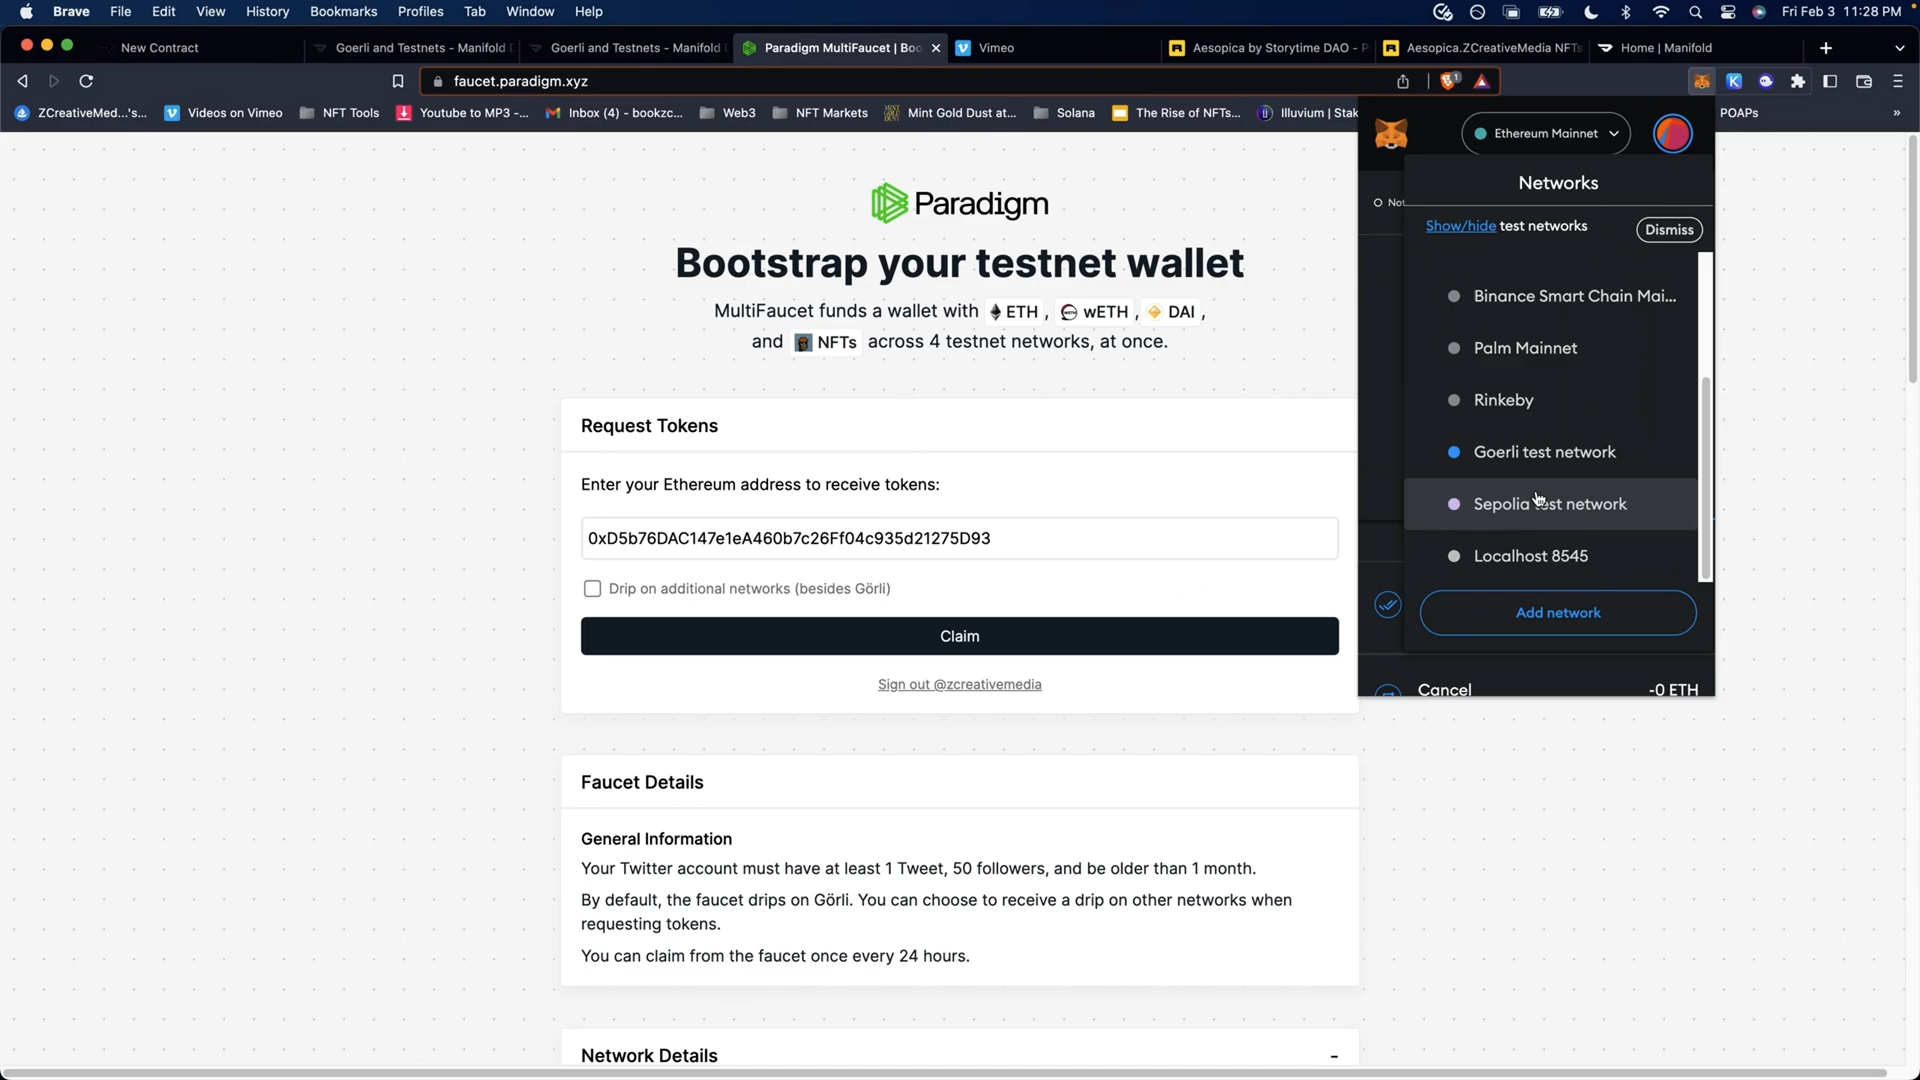 Brave File Edit View History Bookmarks Profiles Tab Window Help Fri Feb 3 11:28 PM
New Contract Goerli and Testnets - Manifold D Goerli and Testnets - Manifold Paradigm MultiFaucet | Boo Vimeo Aesopica by Storytime DAO - P Aesopica.ZCreativeMedia NFTs Home | Manifold
faucet.paradigm.xyz
ZCreativeMed...'s... Videos on Vimeo NFT Tools Youtube to MP3 -... Inbox (4) - bookzc... Web3 NFT Markets Mint Gold Dust at... Solana The Rise of NFTs... Illuvium | Stak POAPs »
Ethereum Mainnet
Networks
Not
Show/hide test networks Dismiss
Binance Smart Chain Mai...
Palm Mainnet
Rinkeby
Goerli test network
Sepolia test network
Localhost 8545
Add network
Cancel -0 ETH
Paradigm
Bootstrap your testnet wallet
MultiFaucet funds a wallet with ETH , wETH , DAI ,
and NFTs across 4 testnet networks, at once.
Request Tokens
Enter your Ethereum address to receive tokens:
0xD5b76DAC147e1eA460b7c26Ff04c935d21275D93
Drip on additional networks (besides Görli)
Claim
Sign out @zcreativemedia
Faucet Details
General Information
Your Twitter account must have at least 1 Tweet, 50 followers, and be older than 1 month.
By default, the faucet drips on Görli. You can choose to receive a drip on other networks when
requesting tokens.
You can claim from the faucet once every 24 hours.
Network Details -